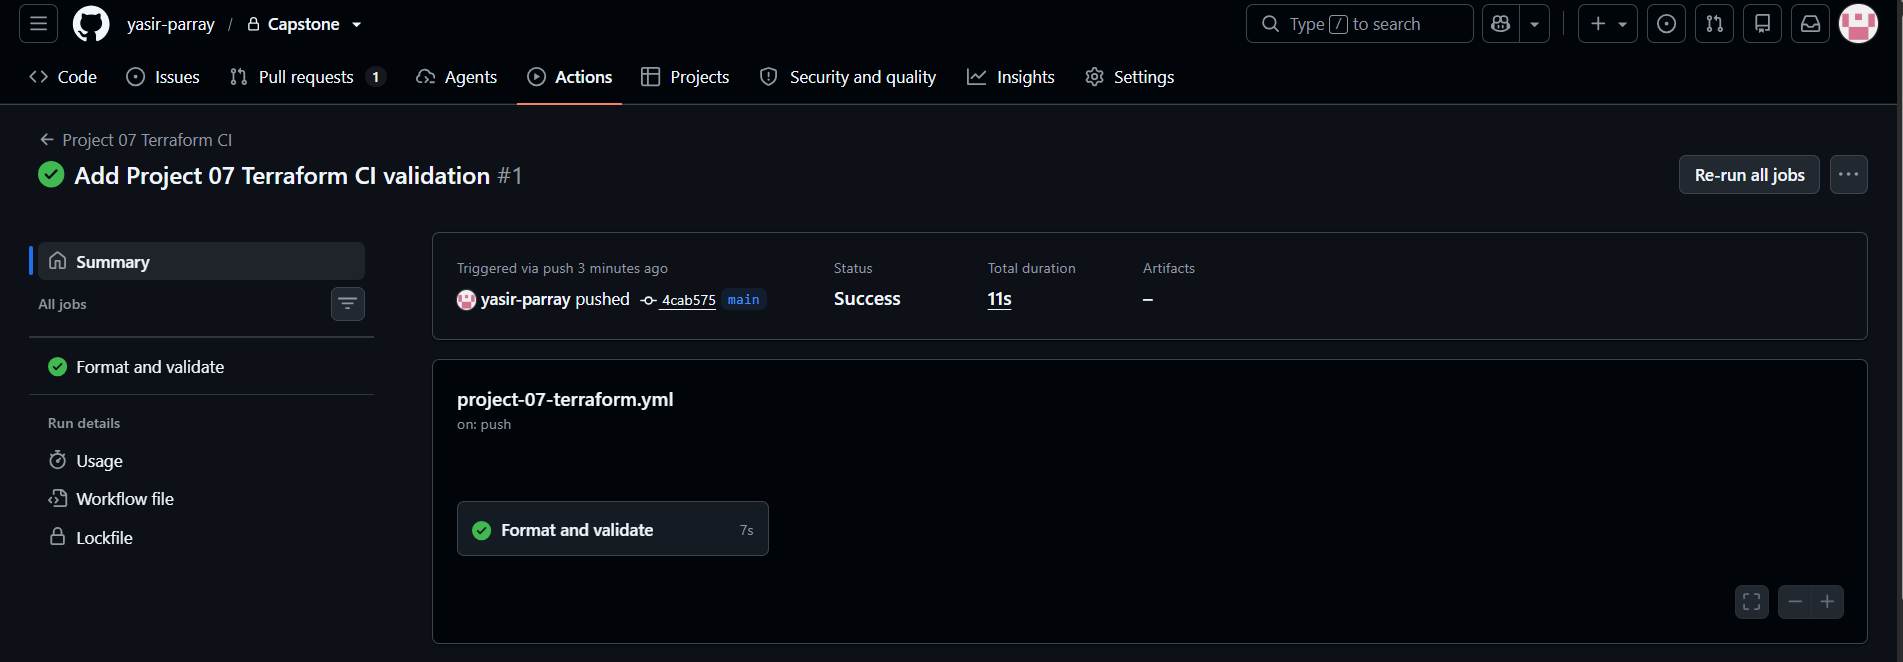 yasir-parray / Capstone
Type / to search
Code
Issues
Pull requests 1
Agents
Actions
Projects
Security and quality
Insights
Settings
← Project 07 Terraform CI
Add Project 07 Terraform CI validation #1
Re-run all jobs
Summary
All jobs
Format and validate
Run details
Usage
Workflow file
Lockfile
Triggered via push 3 minutes ago
yasir-parray pushed 4cab575 main
Status
Success
Total duration
11s
Artifacts
–
project-07-terraform.yml
on: push
Format and validate 7s